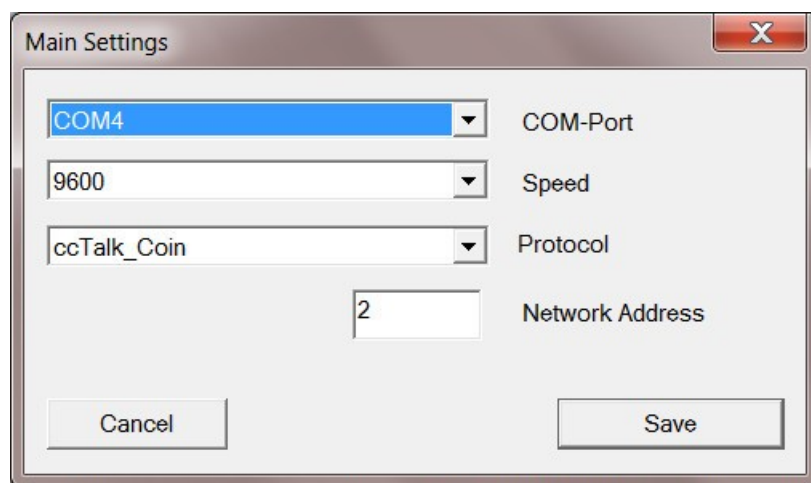 Main Settings
COM4 COM-Port
9600 Speed
ccTalk_Coin Protocol
2 Network Address
Cancel Save